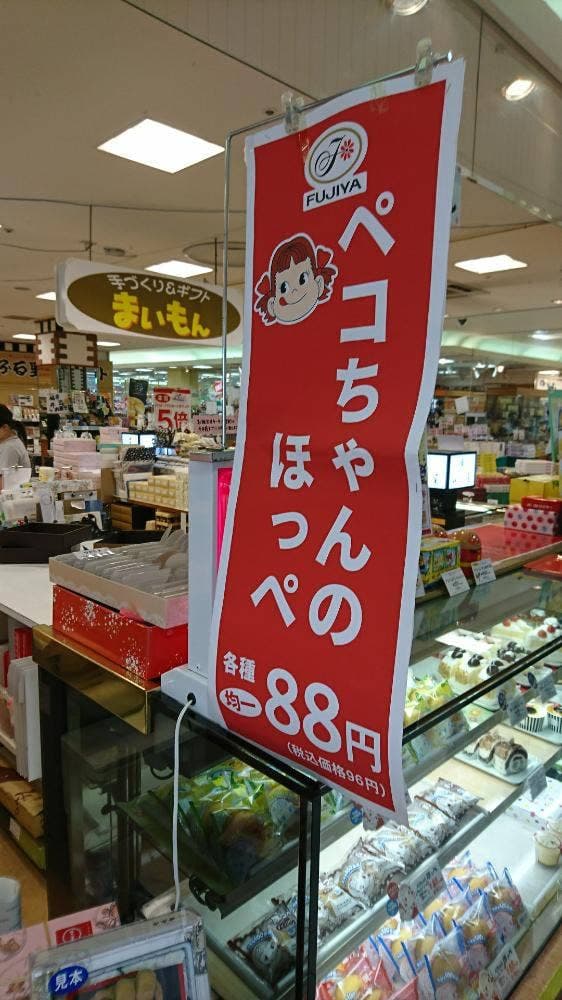 F
FUJIYA
ペコちゃんの
ほっぺ
各種
均一
88円
(税込価格96円)
手づくり&ギフト
まいもん
5倍
見本